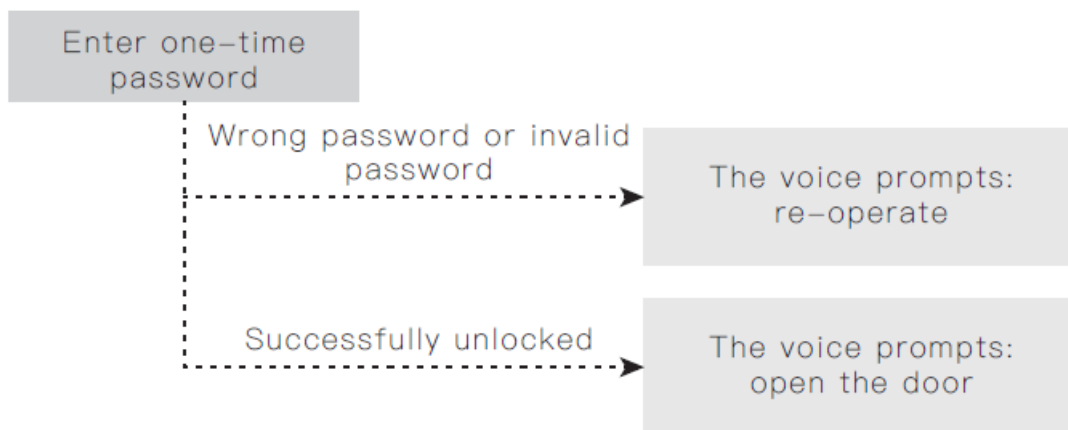 Enter one-time
password
Wrong password or invalid
password
The voice prompts:
re-operate
Successfully unlocked
The voice prompts:
open the door